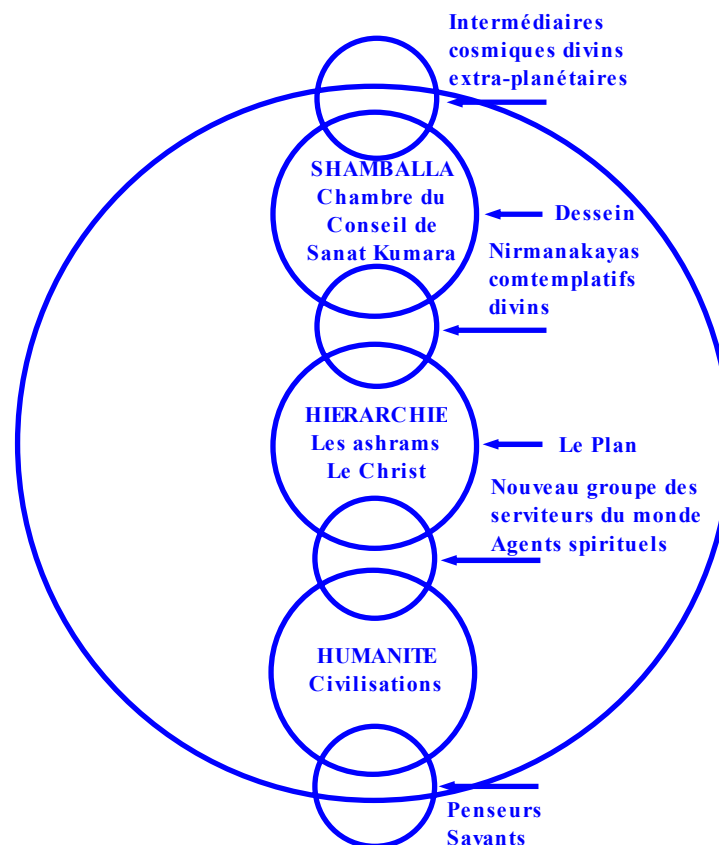 Intermédiaires
cosmiques divins
extra-planétaires
SHAMBALLA
Chambre du
Conseil de
Sanat Kumara
Dessein
Nirmanakayas
comtemplatifs
divins
HIERARCHIE
Les ashrams
Le Christ
Le Plan
Nouveau groupe des
serviteurs du monde
Agents spirituels
HUMANITE
Civilisations
Penseurs
Savants